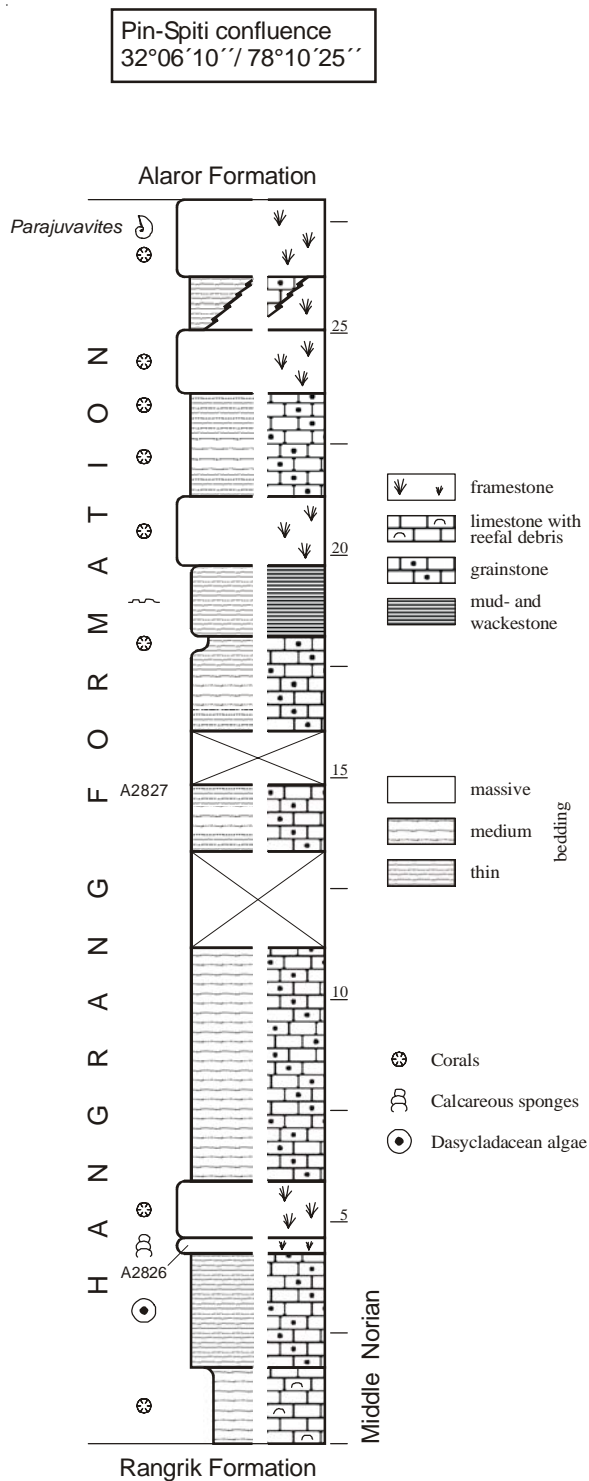 Pin-Spiti confluence
32°06´10´´/ 78°10´25´´
Alaror Formation
Parajuvavites
25
20
A2827
15
10
5
A2826
HANGRANG FORMATION
Middle Norian
Rangrik Formation
framestone
limestone with
reefal debris
grainstone
mud- and
wackestone
massive
medium
thin
bedding
Corals
Calcareous sponges
Dasycladacean algae